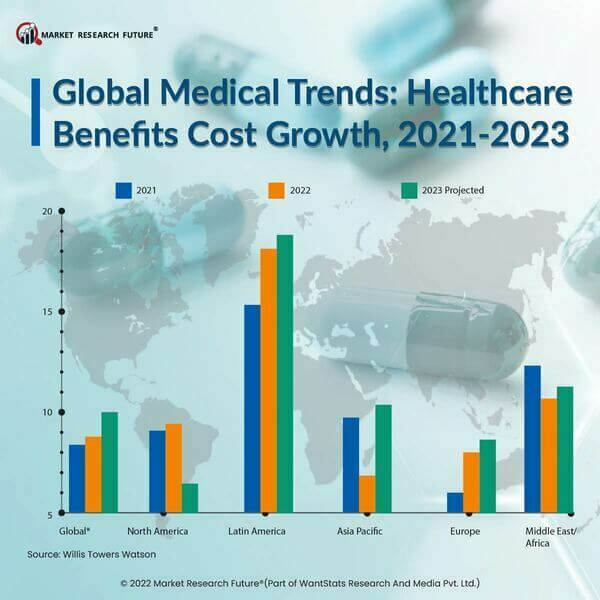 MARKET RESEARCH FUTURE®
Global Medical Trends: Healthcare
Benefits Cost Growth, 2021-2023
2021 2022 2023 Projected
20
15
10
5
Global* North America Latin America Asia Pacific Europe Middle East/
Africa
Source: Willis Towers Watson
© 2022 Market Research Future®(Part of WantStats Research And Media Pvt. Ltd.)